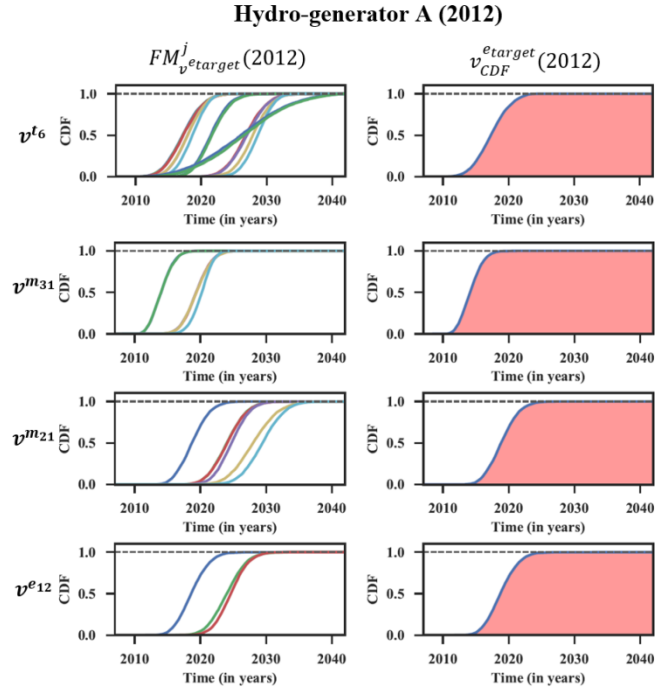 Hydro-generator A (2012)
FM^j_{v^{etarget}}(2012)
v^{etarget}_{CDF}(2012)
v^{t_6}
CDF
1.0
0.5
0.0
2010 2020 2030 2040
Time (in years)
CDF
1.0
0.5
0.0
2010 2020 2030 2040
Time (in years)
v^{m_{31}}
CDF
1.0
0.5
0.0
2010 2020 2030 2040
Time (in years)
CDF
1.0
0.5
0.0
2010 2020 2030 2040
Time (in years)
v^{m_{21}}
CDF
1.0
0.5
0.0
2010 2020 2030 2040
Time (in years)
CDF
1.0
0.5
0.0
2010 2020 2030 2040
Time (in years)
v^{e_{12}}
CDF
1.0
0.5
0.0
2010 2020 2030 2040
Time (in years)
CDF
1.0
0.5
0.0
2010 2020 2030 2040
Time (in years)